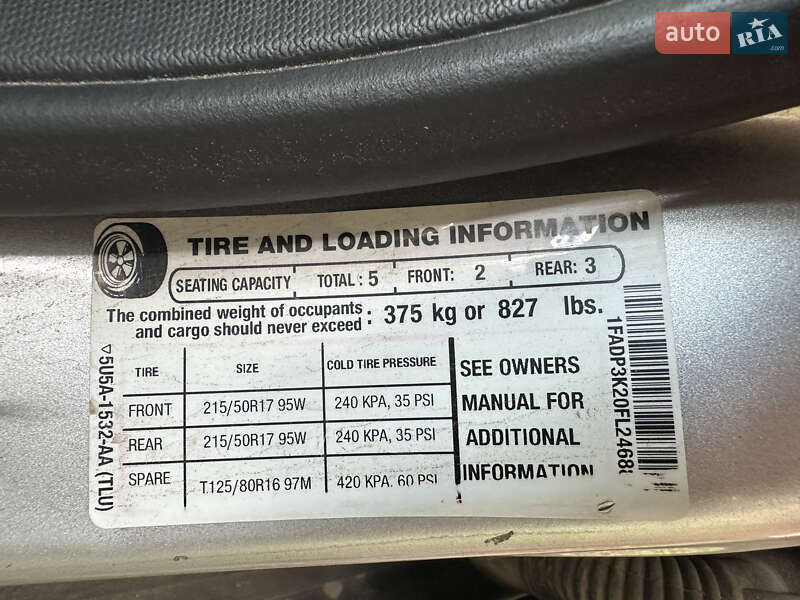 auto RIA .com
TIRE AND LOADING INFORMATION
SEATING CAPACITY TOTAL : 5 FRONT: 2 REAR: 3
The combined weight of occupants
and cargo should never exceed : 375 kg or 827 lbs.
TIRE SIZE COLD TIRE PRESSURE SEE OWNERS
FRONT 215/50R17 95W 240 KPA, 35 PSI MANUAL FOR
REAR 215/50R17 95W 240 KPA, 35 PSI ADDITIONAL
SPARE T125/80R16 97M 420 KPA, 60 PSI INFORMATION
5U5A-1532-AA (TLU)